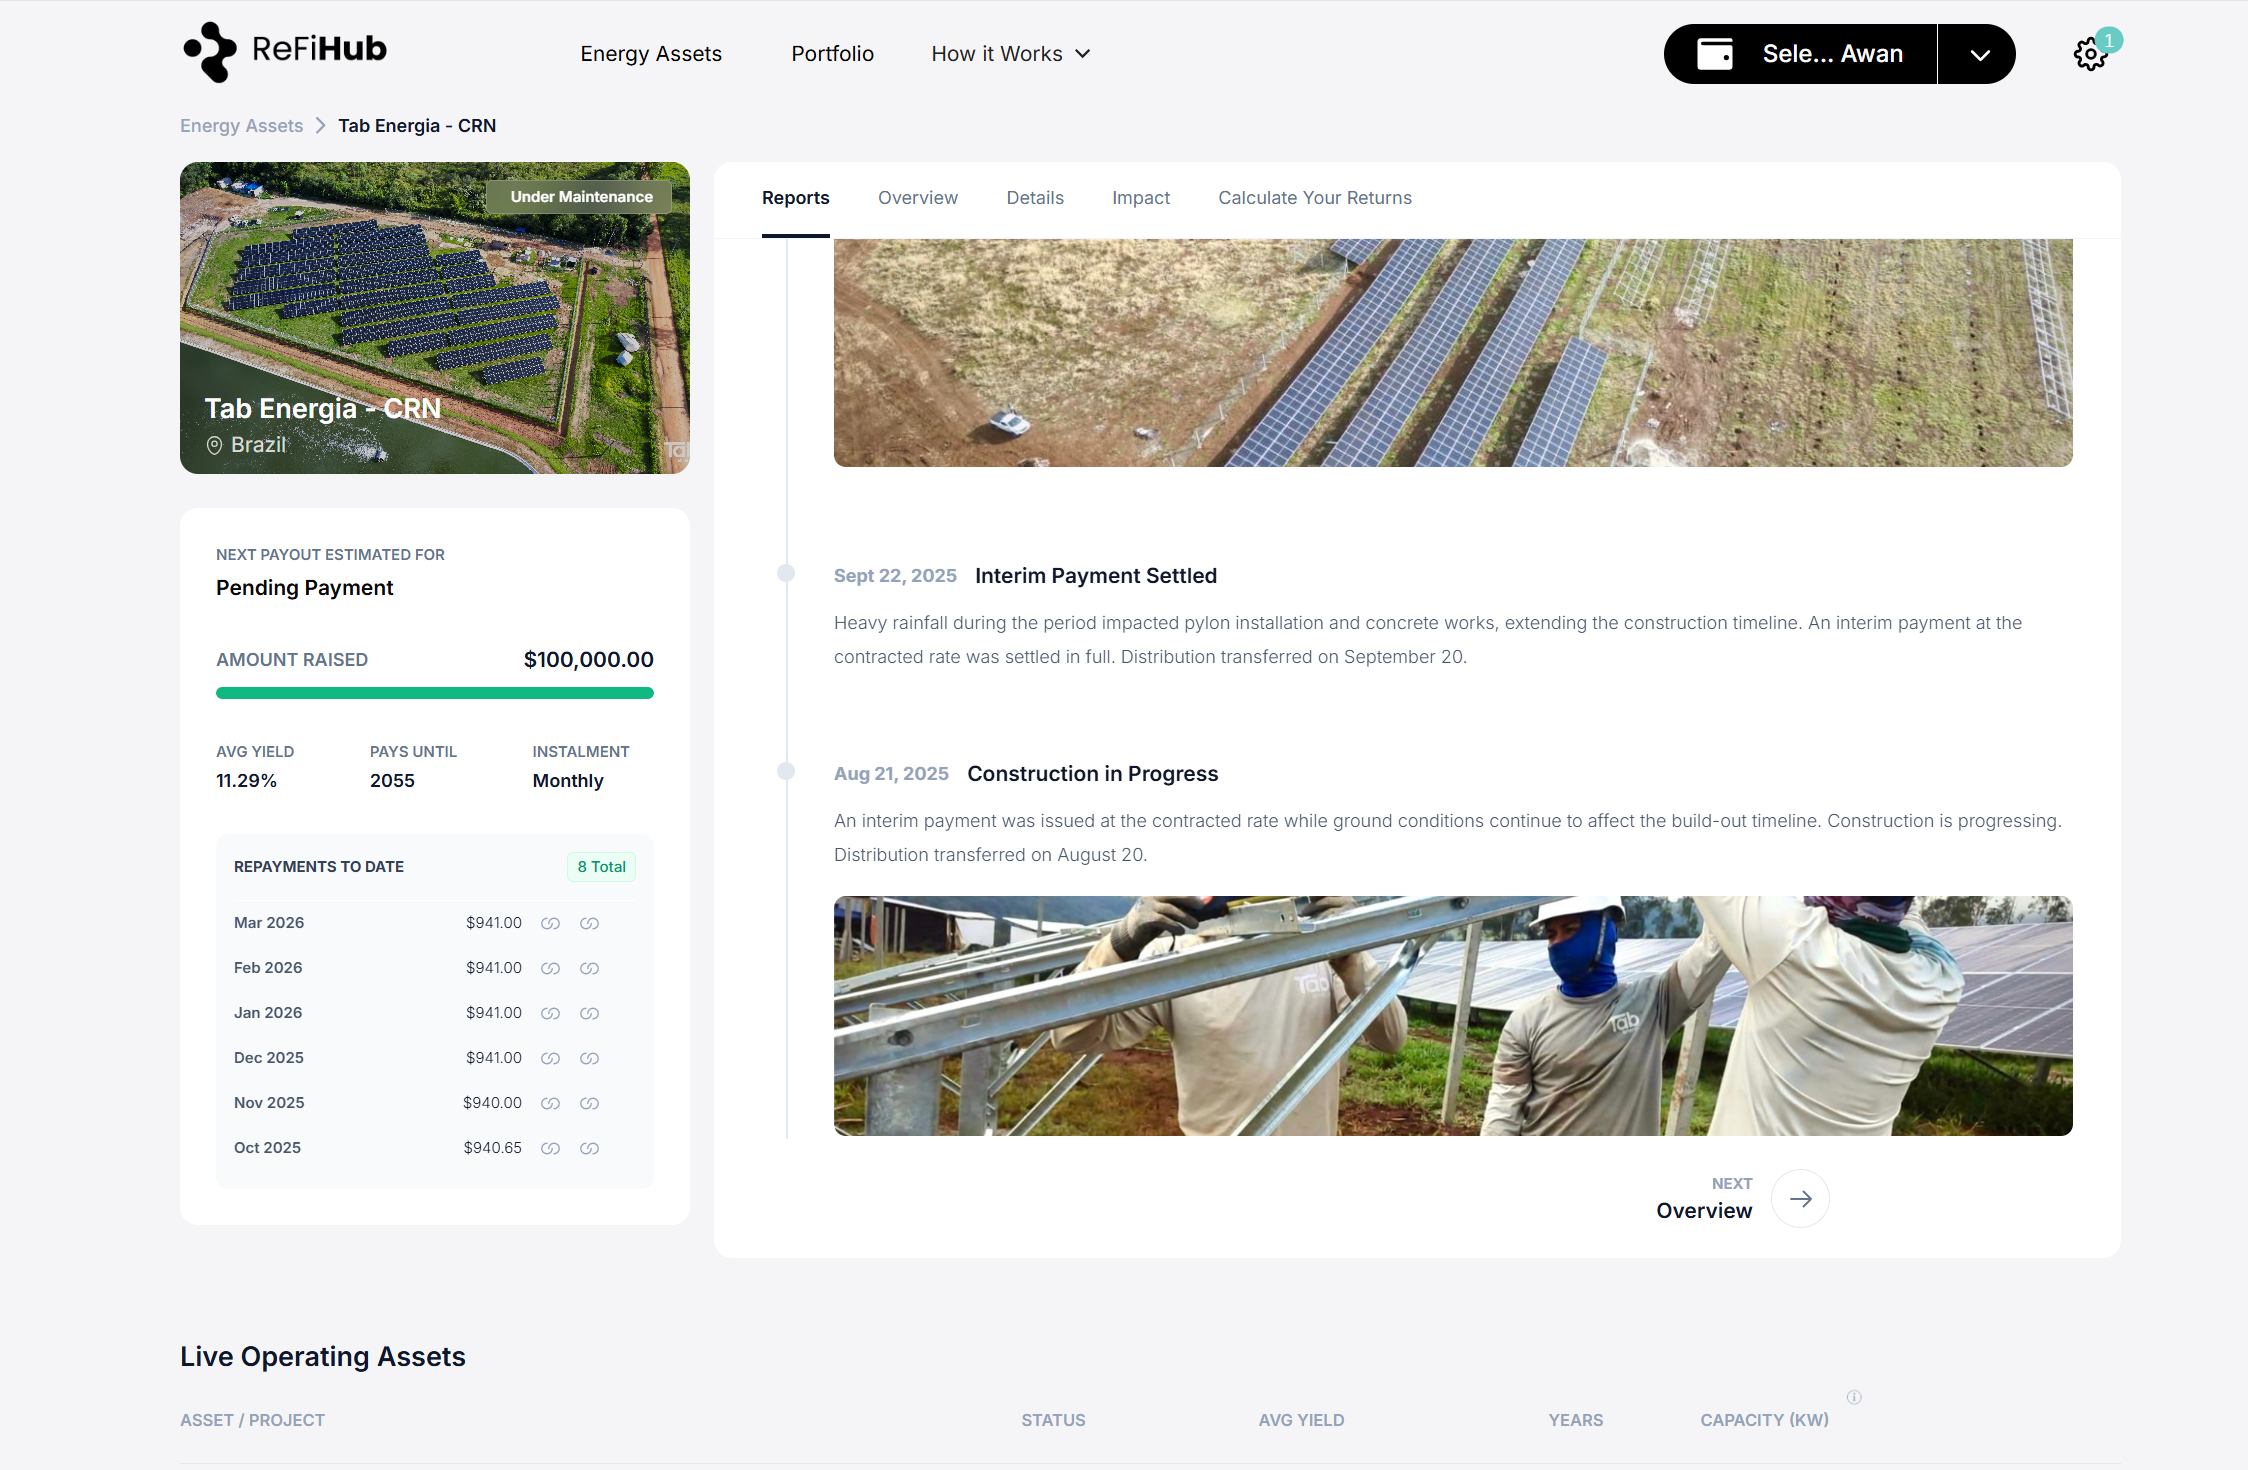 ReFiHub
Energy Assets
Portfolio
How it Works
Sele... Awan
1
Energy Assets
Tab Energia - CRN
Under Maintenance
Tab Energia - CRN
Brazil
NEXT PAYOUT ESTIMATED FOR
Pending Payment
AMOUNT RAISED
$100,000.00
AVG YIELD
PAYS UNTIL
INSTALMENT
11.29%
2055
Monthly
REPAYMENTS TO DATE
8 Total
Mar 2026 $941.00
Feb 2026 $941.00
Jan 2026 $941.00
Dec 2025 $941.00
Nov 2025 $940.00
Oct 2025 $940.65
Reports
Overview
Details
Impact
Calculate Your Returns
Sept 22, 2025 Interim Payment Settled
Heavy rainfall during the period impacted pylon installation and concrete works, extending the construction timeline. An interim payment at the
contracted rate was settled in full. Distribution transferred on September 20.
Aug 21, 2025 Construction in Progress
An interim payment was issued at the contracted rate while ground conditions continue to affect the build-out timeline. Construction is progressing.
Distribution transferred on August 20.
Tab
Tab
NEXT
Overview
Live Operating Assets
ASSET / PROJECT
STATUS
AVG YIELD
YEARS
CAPACITY (KW)